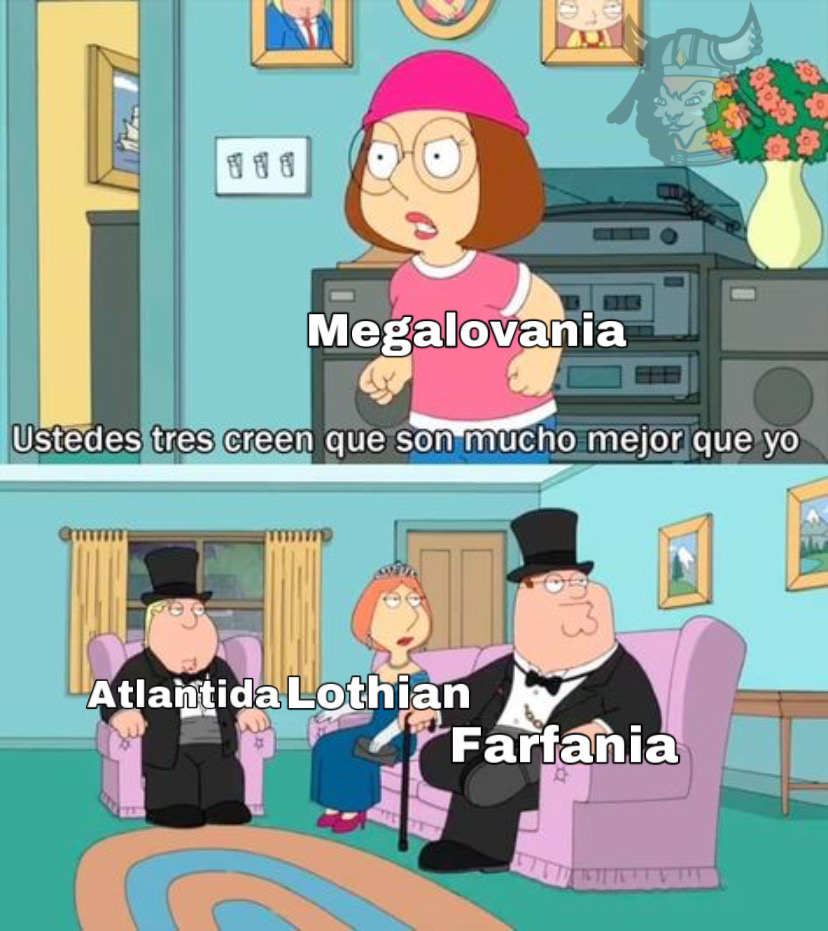 Megalovania
Ustedes tres creen que son mucho mejor que yo
Atlantida Lothian
Farfania